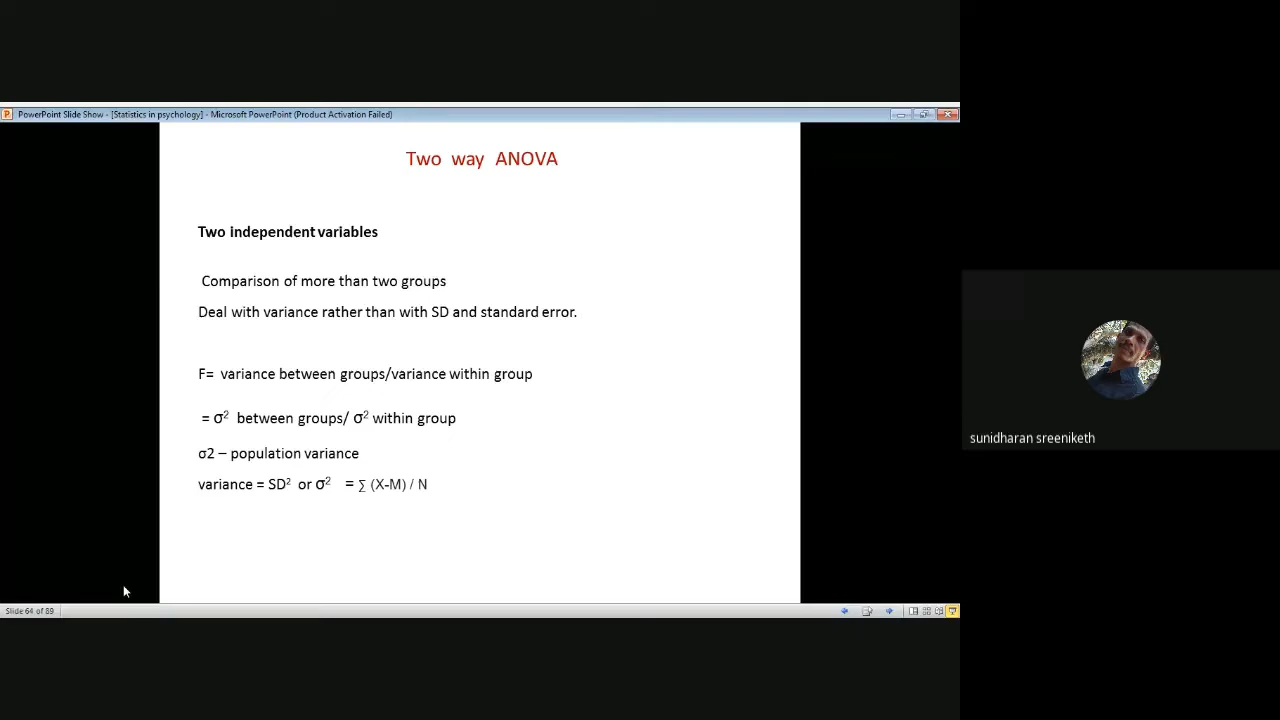 PowerPoint Slide Show - [Statistics in psychology] - Microsoft PowerPoint (Product Activation Failed)
Two way ANOVA
Two independent variables
Comparison of more than two groups
Deal with variance rather than with SD and standard error.
F= variance between groups/variance within group
= σ² between groups/ σ² within group
σ2 – population variance
variance = SD² or σ² = ∑ (X-M) / N
sunidharan sreeniketh
Slide 64 of 89